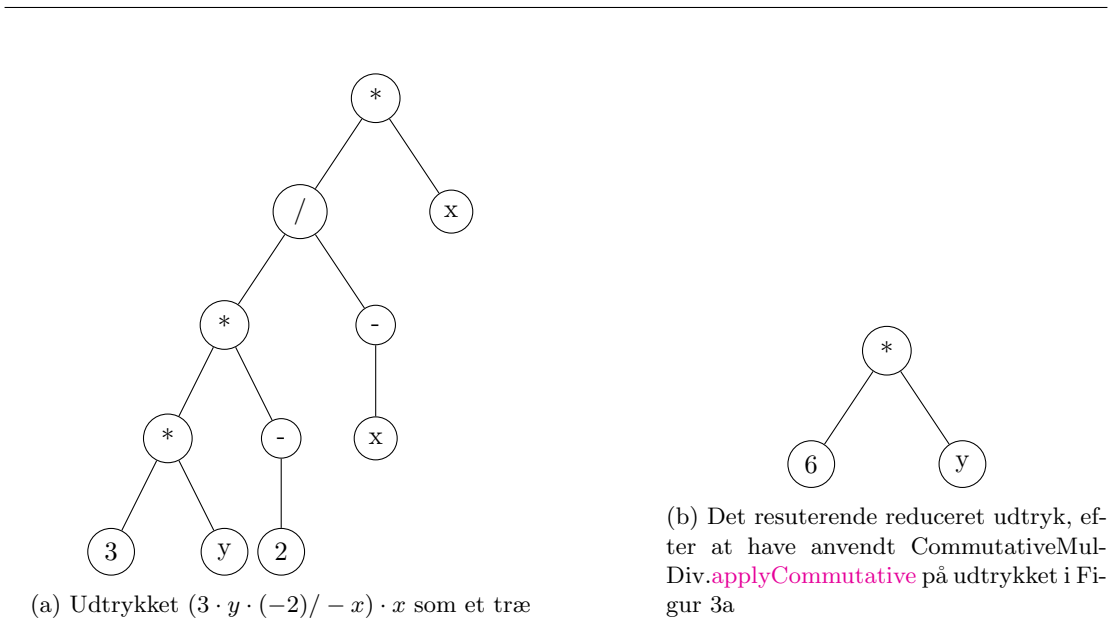 *
/
x
*
-
*
-
x
3
y
2
(a) Udtrykket (3 · y · (−2)/ − x) · x som et træ
*
6
y
(b) Det resuterende reduceret udtryk, ef-
ter at have anvendt CommutativeMul-
Div.applyCommutative på udtrykket i Fi-
gur 3a